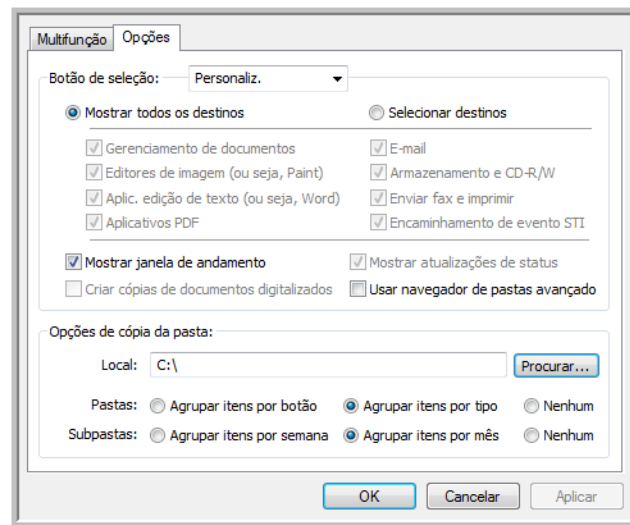 Multifunção Opções
Botão de seleção: Personaliz.
Mostrar todos os destinos Selecionar destinos
Gerenciamento de documentos E-mail
Editores de imagem (ou seja, Paint) Armazenamento e CD-R/W
Aplic. edição de texto (ou seja, Word) Enviar fax e imprimir
Aplicativos PDF Encaminhamento de evento STI
Mostrar janela de andamento Mostrar atualizações de status
Criar cópias de documentos digitalizados Usar navegador de pastas avançado
Opções de cópia da pasta:
Local: C:\ Procurar...
Pastas: Agrupar itens por botão Agrupar itens por tipo Nenhum
Subpastas: Agrupar itens por semana Agrupar itens por mês Nenhum
OK Cancelar Aplicar